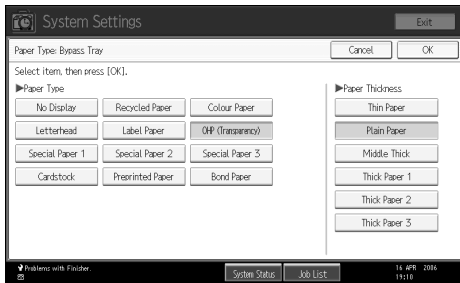 System Settings
Exit
Paper Type: Bypass Tray
Cancel
OK
Select item, then press [OK].
▶Paper Type
▶Paper Thickness
No Display
Recycled Paper
Colour Paper
Thin Paper
Letterhead
Label Paper
OHP (Transparency)
Plain Paper
Special Paper 1
Special Paper 2
Special Paper 3
Middle Thick
Cardstock
Preprinted Paper
Bond Paper
Thick Paper 1
Thick Paper 2
Thick Paper 3
Problems with Finisher.
System Status
Job List
16 APR 2006
19:10